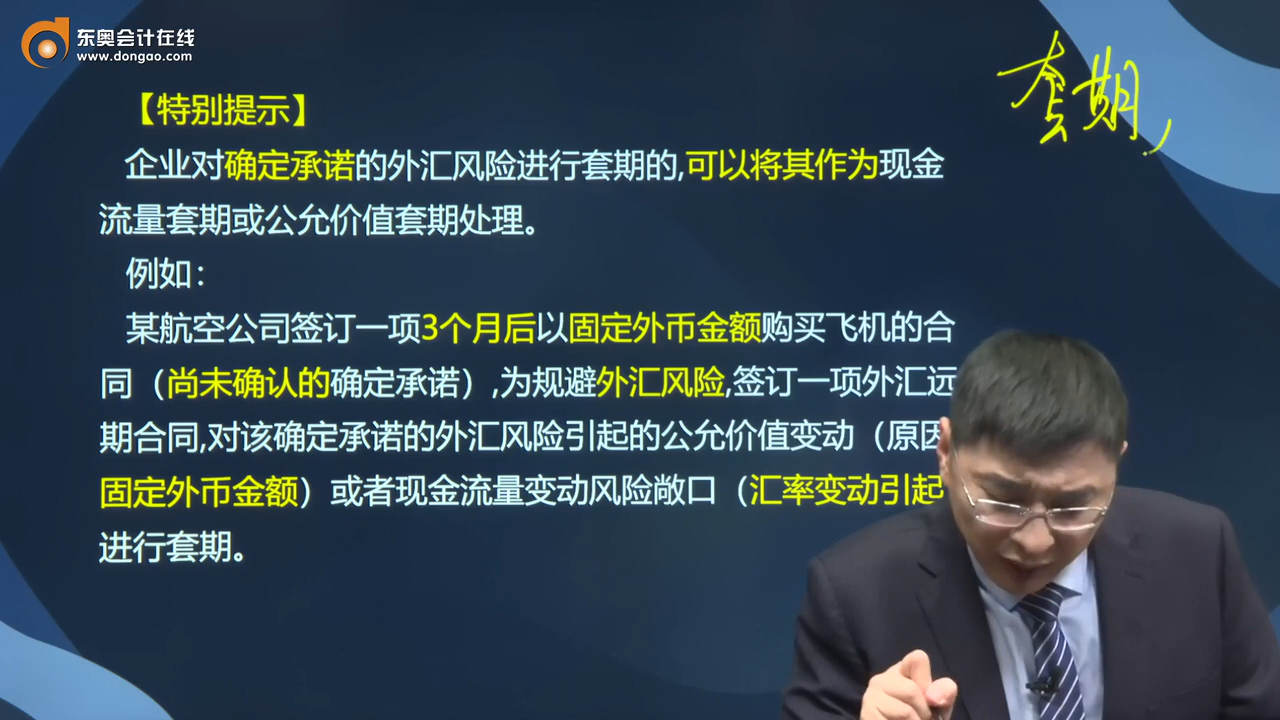 东奥会计在线
www.dongao.com
套期
【特别提示】
企业对确定承诺的外汇风险进行套期的,可以将其作为现金
流量套期或公允价值套期处理。
例如：
某航空公司签订一项3个月后以固定外币金额购买飞机的合
同（尚未确认的确定承诺）,为规避外汇风险,签订一项外汇远
期合同,对该确定承诺的外汇风险引起的公允价值变动（原因
固定外币金额）或者现金流量变动风险敞口（汇率变动引起
进行套期。